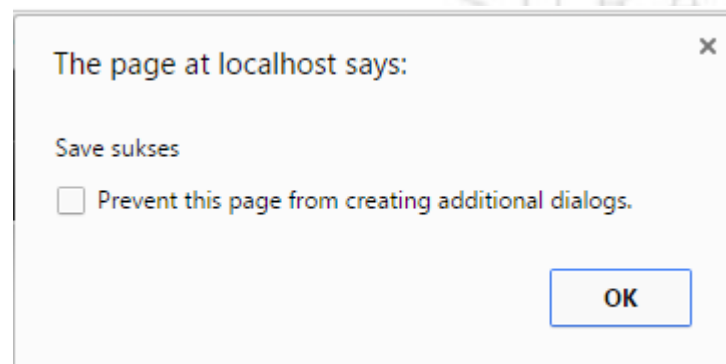 The page at localhost says:
Save sukses
Prevent this page from creating additional dialogs.
OK